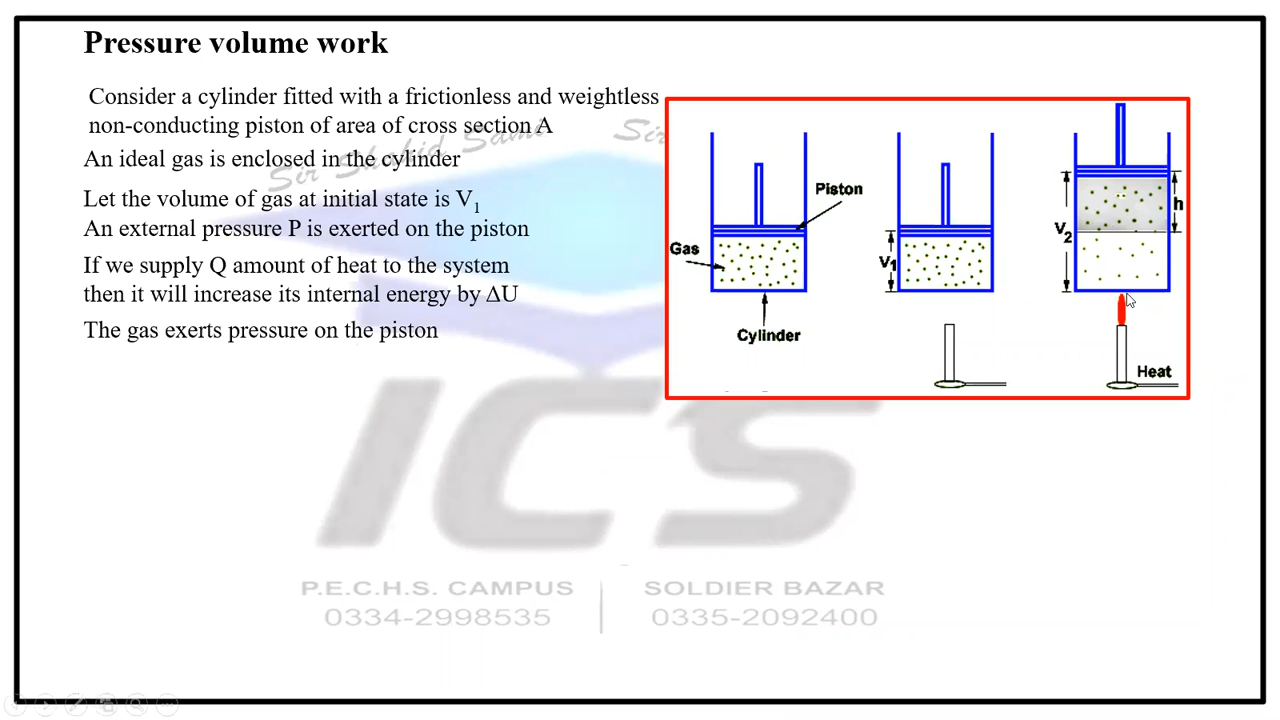 Pressure volume work
Consider a cylinder fitted with a frictionless and weightless
non-conducting piston of area of cross section A
An ideal gas is enclosed in the cylinder
Let the volume of gas at initial state is V1
An external pressure P is exerted on the piston
If we supply Q amount of heat to the system
then it will increase its internal energy by ΔU
The gas exerts pressure on the piston
Piston
Gas
Cylinder
V1
V2
h
Heat
Sir Shahid Sami
Sir
ICS
P.E.C.H.S. CAMPUS
0334-2998535
SOLDIER BAZAR
0335-2092400